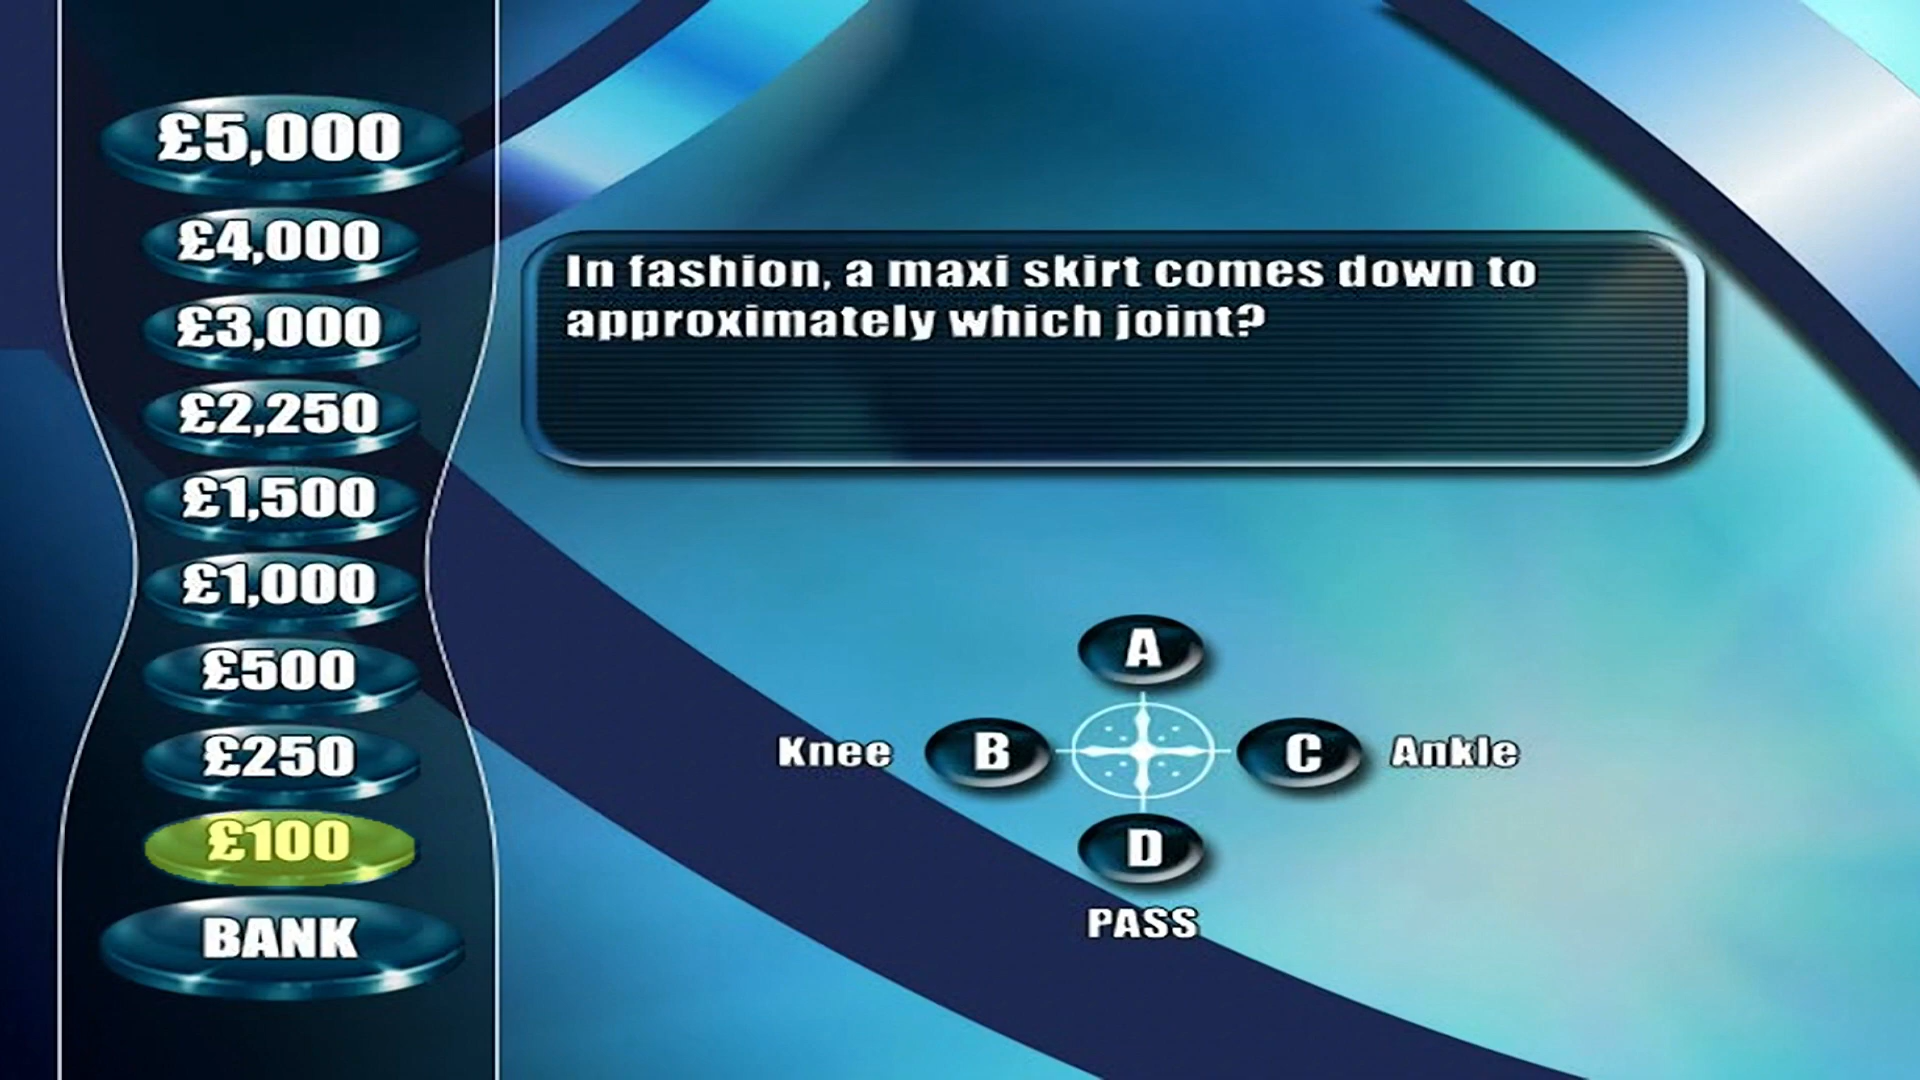 £5,000
£4,000
£3,000
£2,250
£1,500
£1,000
£500
£250
£100
BANK
In fashion, a maxi skirt comes down to
approximately which joint?
A
Knee B C Ankle
D
PASS